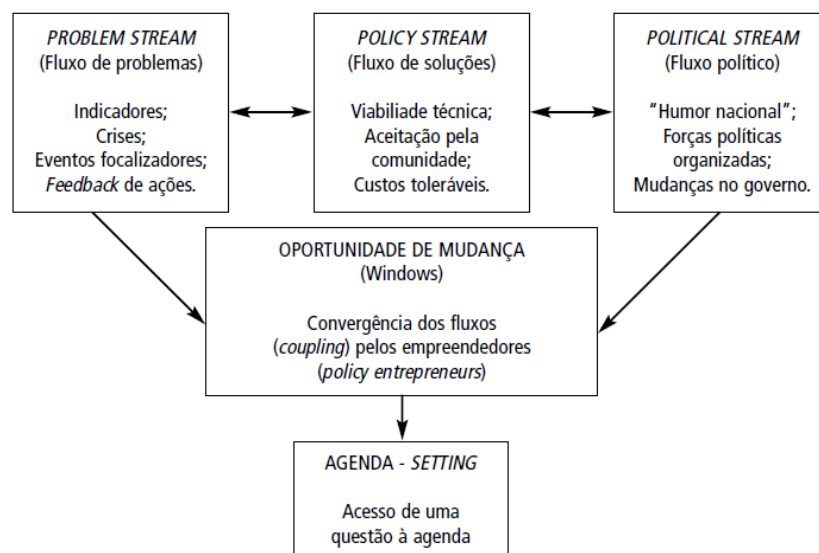 PROBLEM STREAM
(Fluxo de problemas)
Indicadores;
Crises;
Eventos focalizadores;
Feedback de ações.
POLICY STREAM
(Fluxo de soluções)
Viabiliade técnica;
Aceitação pela
comunidade;
Custos toleráveis.
POLITICAL STREAM
(Fluxo político)
“Humor nacional”;
Forças políticas
organizadas;
Mudanças no governo.
OPORTUNIDADE DE MUDANÇA
(Windows)
Convergência dos fluxos
(coupling) pelos empreendedores
(policy entrepreneurs)
AGENDA - SETTING
Acesso de uma
questão à agenda